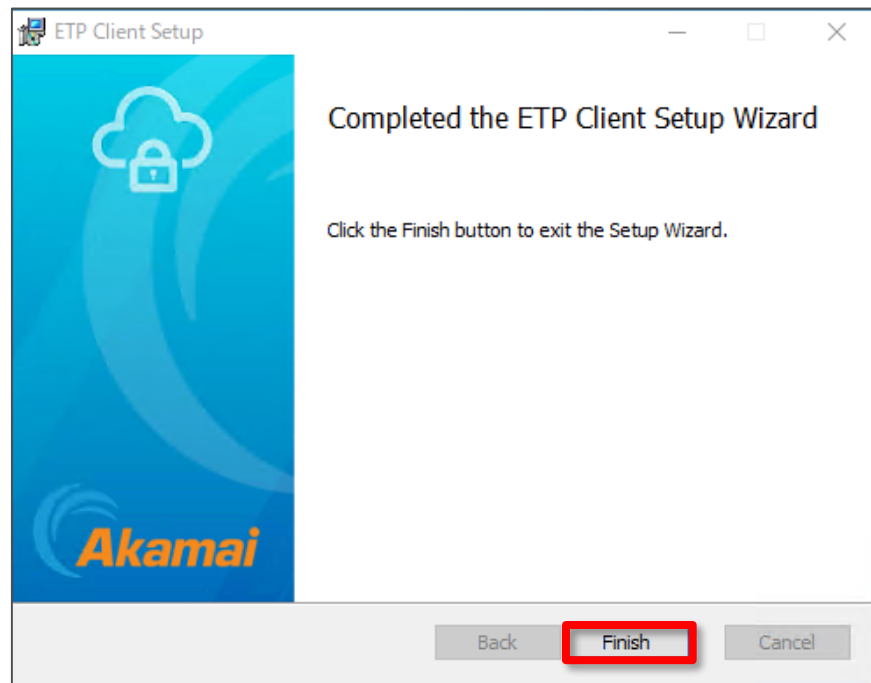 ETP Client Setup
Completed the ETP Client Setup Wizard
Click the Finish button to exit the Setup Wizard.
Akamai
Back Finish Cancel